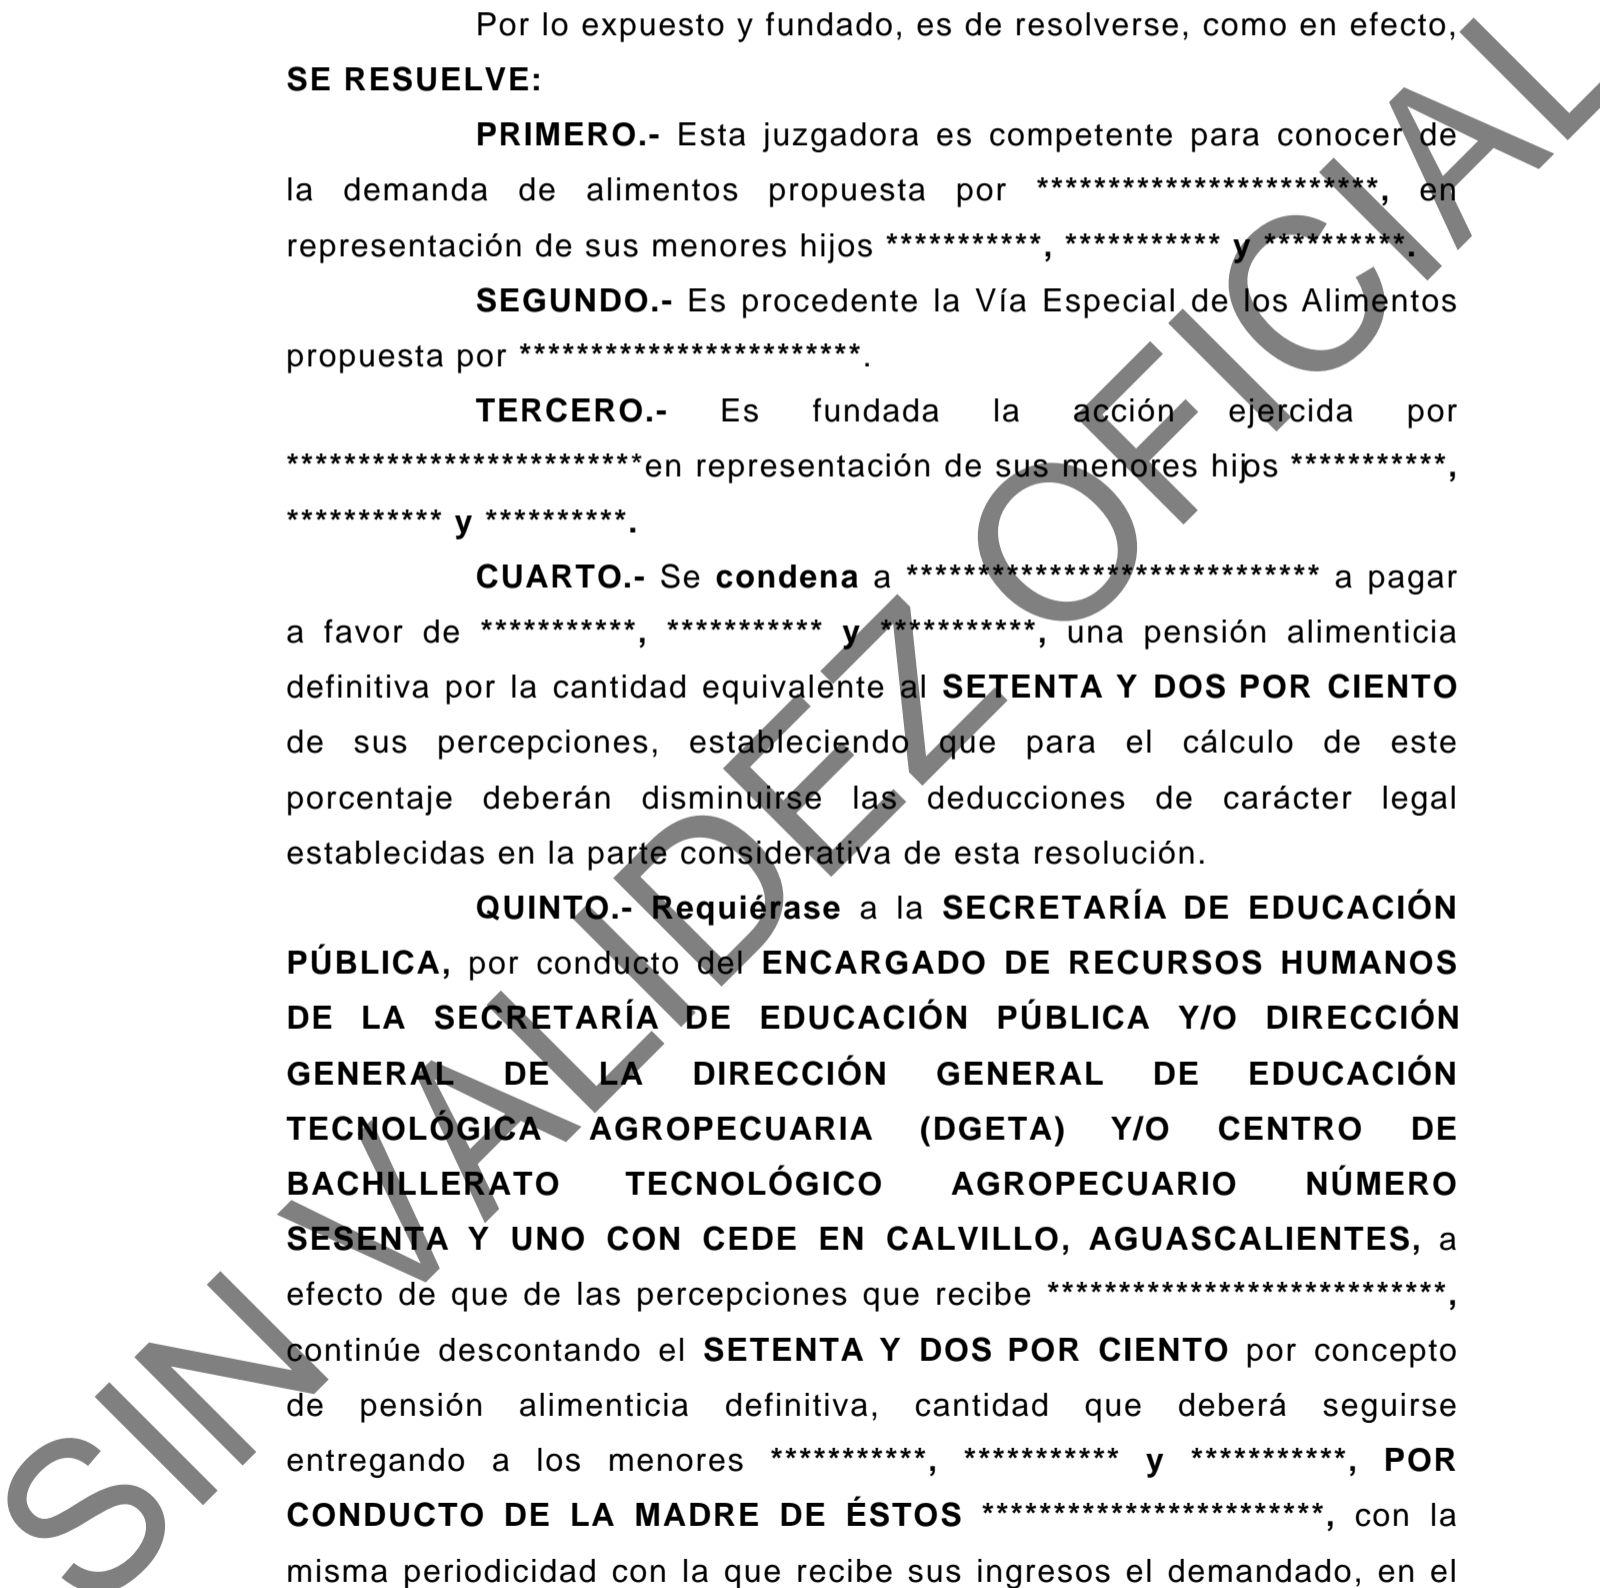 Por lo expuesto y fundado, es de resolverse, como en efecto,
SE RESUELVE:
PRIMERO.- Esta juzgadora es competente para conocer de
la demanda de alimentos propuesta por ************************, en
representación de sus menores hijos ***********, *********** y **********.
SEGUNDO.- Es procedente la Vía Especial de los Alimentos
propuesta por ************************.
TERCERO.- Es fundada la acción ejercida por
*************************en representación de sus menores hijos ***********,
*********** y **********.
CUARTO.- Se condena a ***************************** a pagar
a favor de ***********, *********** y ***********, una pensión alimenticia
definitiva por la cantidad equivalente al SETENTA Y DOS POR CIENTO
de sus percepciones, estableciendo que para el cálculo de este
porcentaje deberán disminuirse las deducciones de carácter legal
establecidas en la parte considerativa de esta resolución.
QUINTO.- Requiérase a la SECRETARÍA DE EDUCACIÓN
PÚBLICA, por conducto del ENCARGADO DE RECURSOS HUMANOS
DE LA SECRETARÍA DE EDUCACIÓN PÚBLICA Y/O DIRECCIÓN
GENERAL DE LA DIRECCIÓN GENERAL DE EDUCACIÓN
TECNOLÓGICA AGROPECUARIA (DGETA) Y/O CENTRO DE
BACHILLERATO TECNOLÓGICO AGROPECUARIO NÚMERO
SESENTA Y UNO CON CEDE EN CALVILLO, AGUASCALIENTES, a
efecto de que de las percepciones que recibe ****************************,
continúe descontando el SETENTA Y DOS POR CIENTO por concepto
de pensión alimenticia definitiva, cantidad que deberá seguirse
entregando a los menores ***********, *********** y ***********, POR
CONDUCTO DE LA MADRE DE ÉSTOS ************************, con la
misma periodicidad con la que recibe sus ingresos el demandado, en el
SIN VALIDEZ OFICIAL